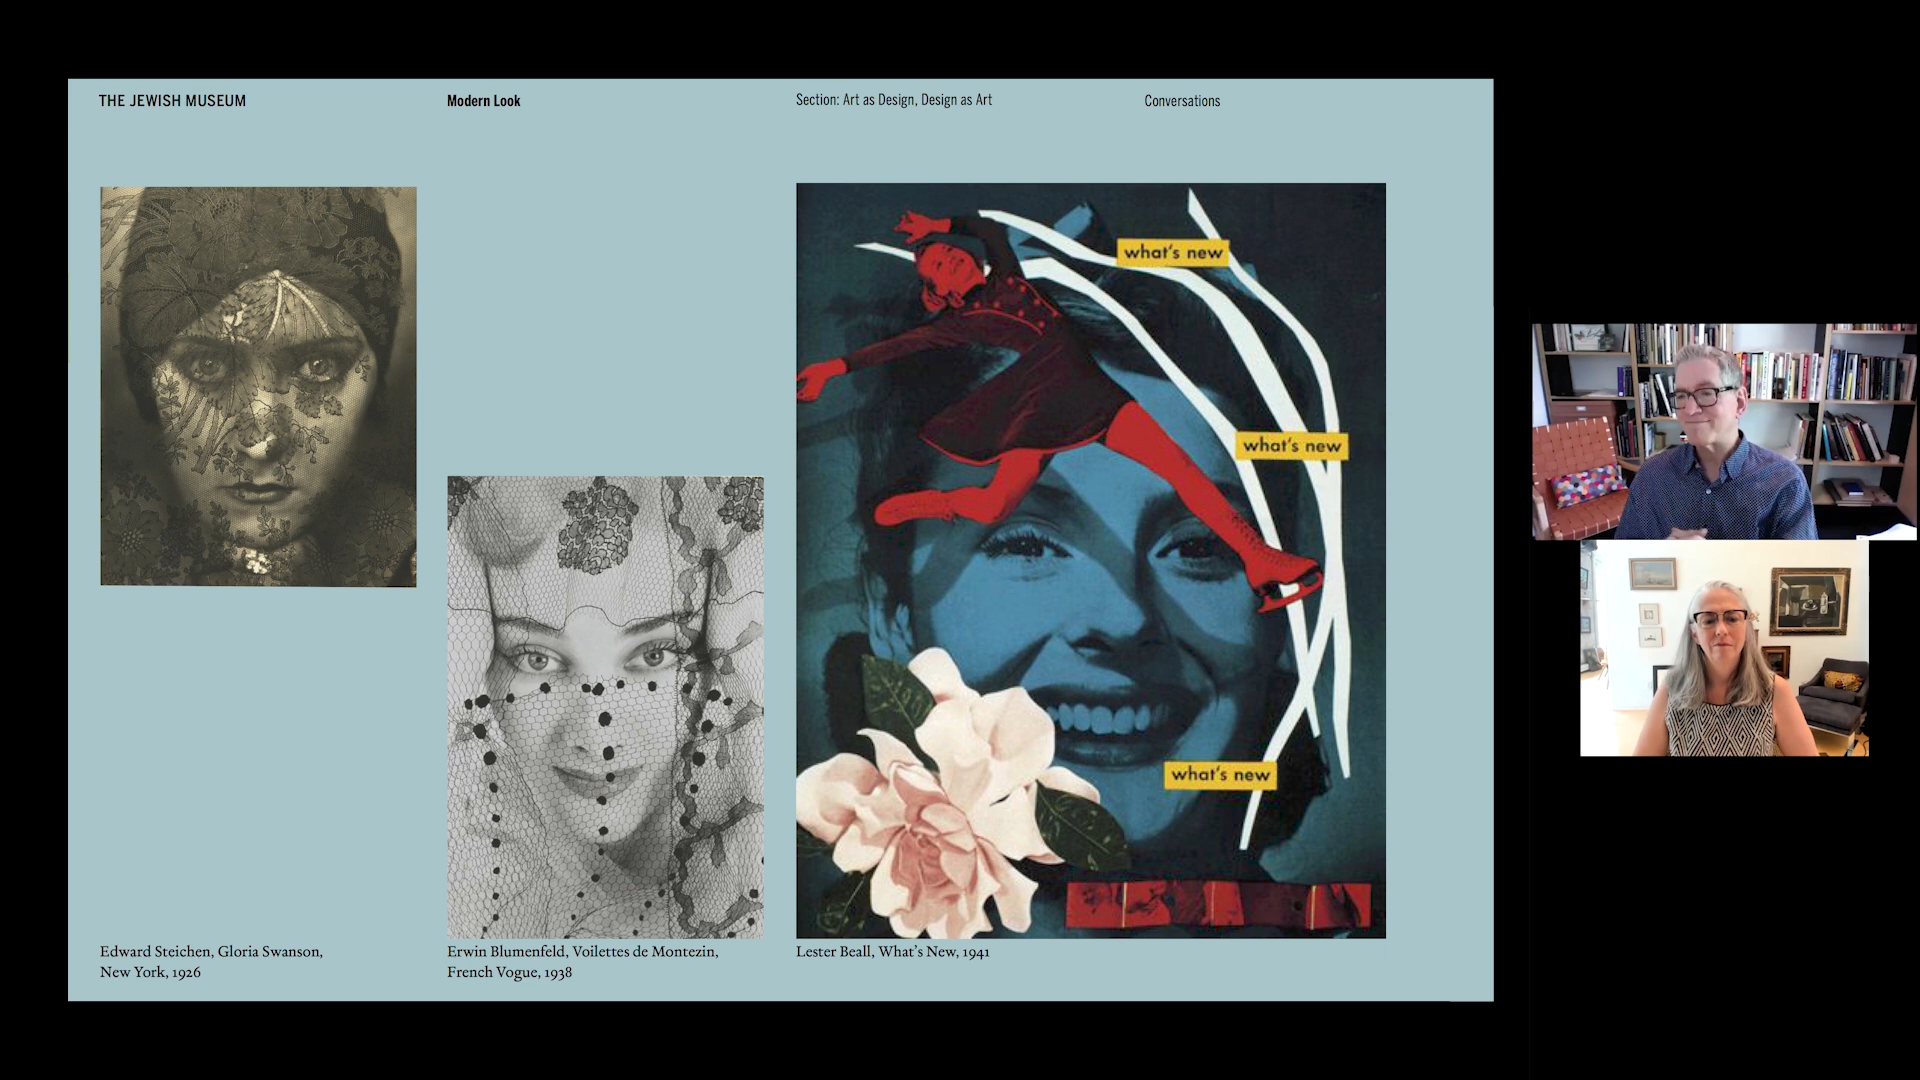 THE JEWISH MUSEUM
Modern Look
Section: Art as Design, Design as Art
Conversations
what's new
what's new
what's new
Edward Steichen, Gloria Swanson,
New York, 1926
Erwin Blumenfeld, Voilettes de Montezin,
French Vogue, 1938
Lester Beall, What’s New, 1941